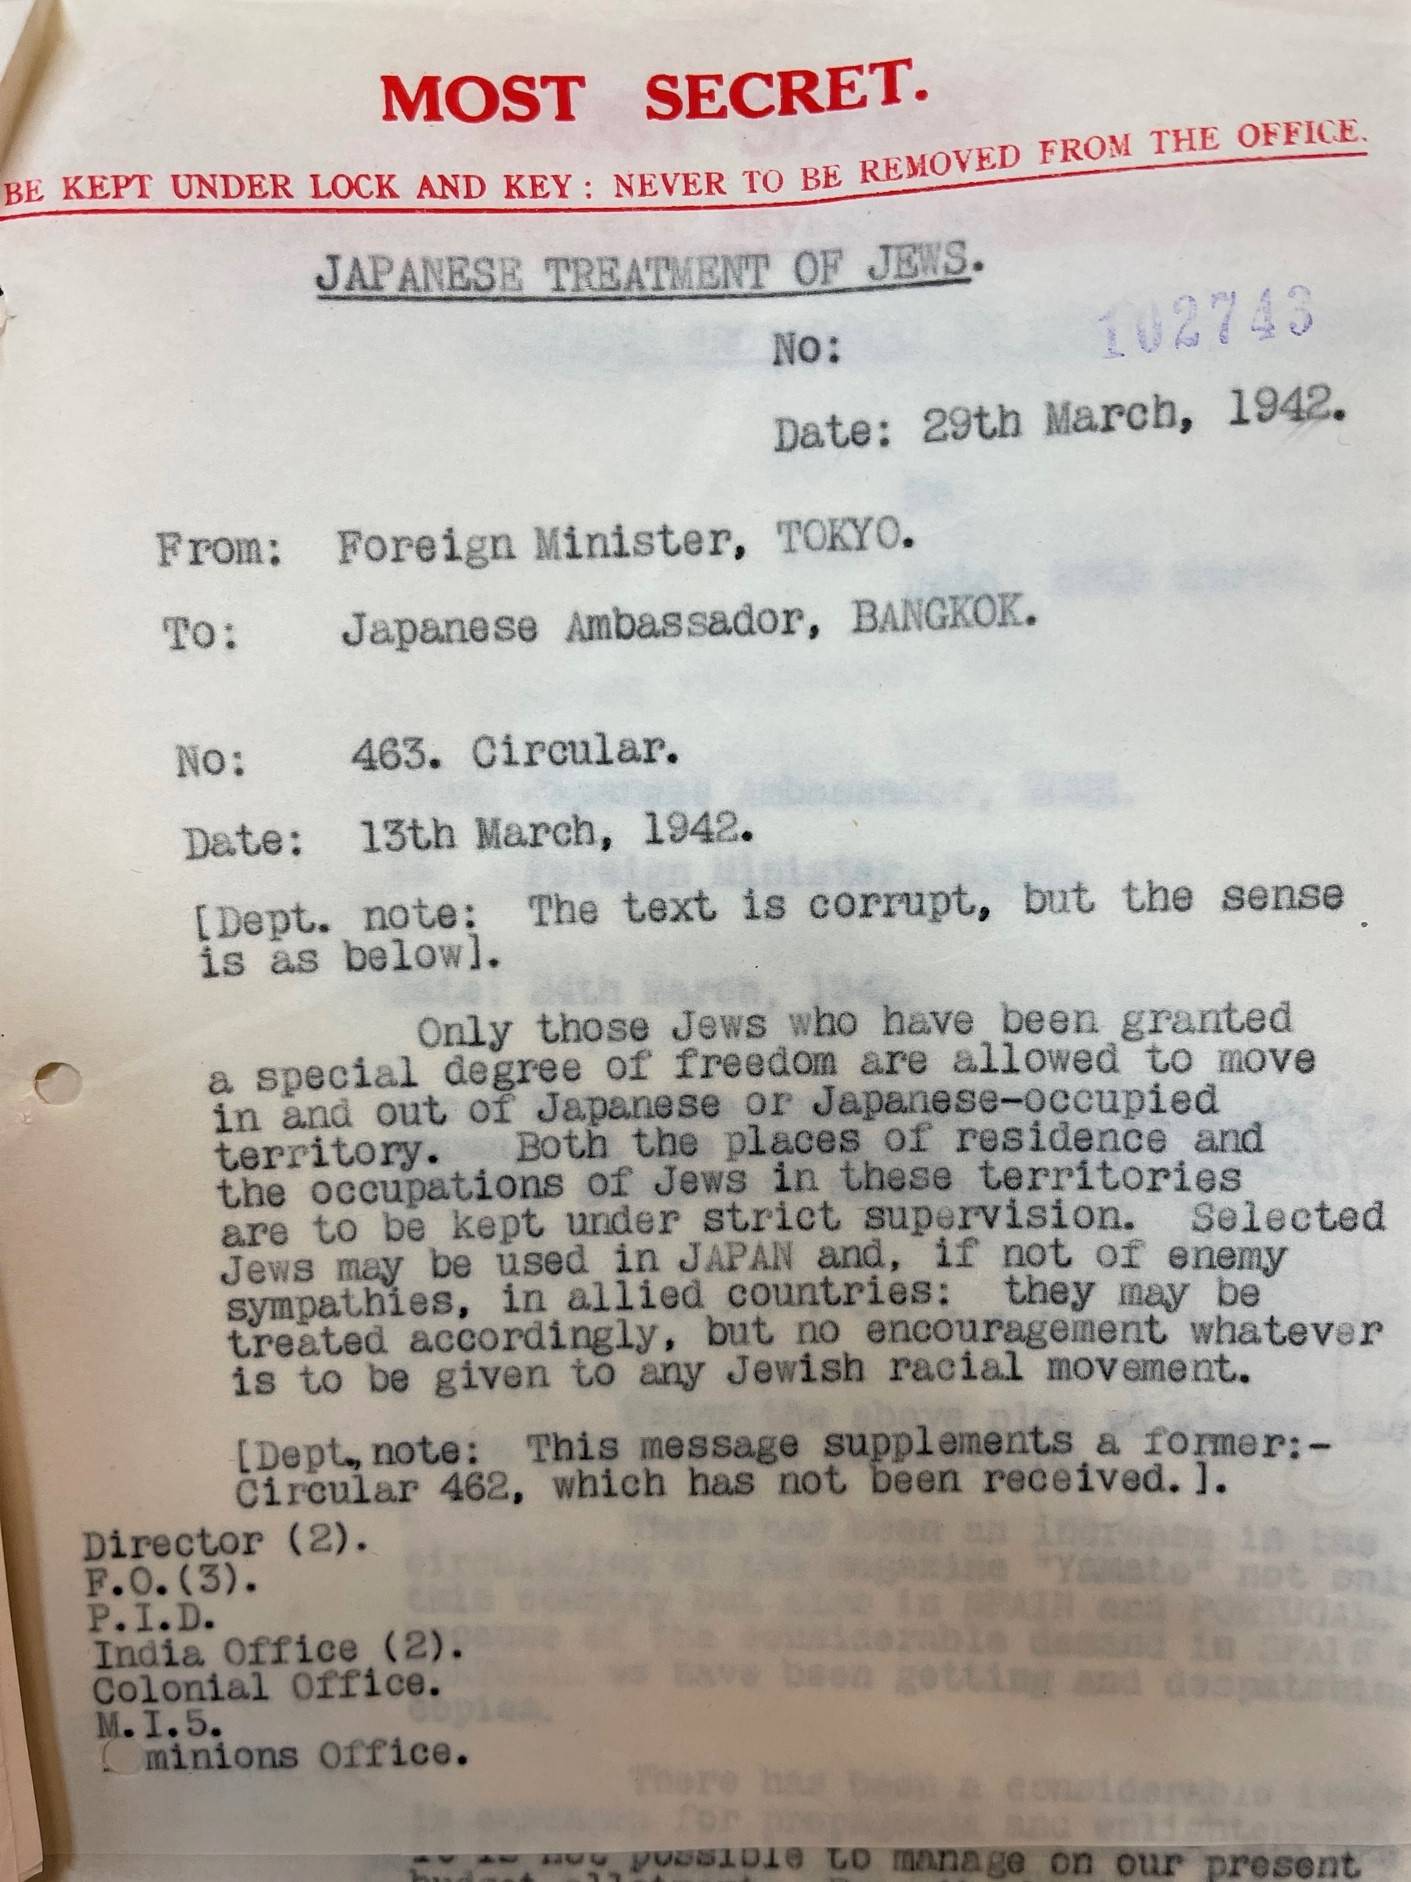 MOST SECRET.
BE KEPT UNDER LOCK AND KEY: NEVER TO BE REMOVED FROM THE OFFICE.
JAPANESE TREATMENT OF JEWS.
No: 102743
Date: 29th March, 1942.
From: Foreign Minister, TOKYO.
To: Japanese Ambassador, BANGKOK.
No: 463. Circular.
Date: 13th March, 1942.
[Dept. note: The text is corrupt, but the sense
is as below].
Only those Jews who have been granted
a special degree of freedom are allowed to move
in and out of Japanese or Japanese-occupied
territory. Both the places of residence and
the occupations of Jews in these territories
are to be kept under strict supervision. Selected
Jews may be used in JAPAN and, if not of enemy
sympathies, in allied countries: they may be
treated accordingly, but no encouragement whatever
is to be given to any Jewish racial movement.
[Dept., note: This message supplements a former:-
Circular 462, which has not been received.].
Director (2).
F.O.(3).
P.I.D.
India Office (2).
Colonial Office.
M.I.5.
minions Office.
it is not possible to manage on our present